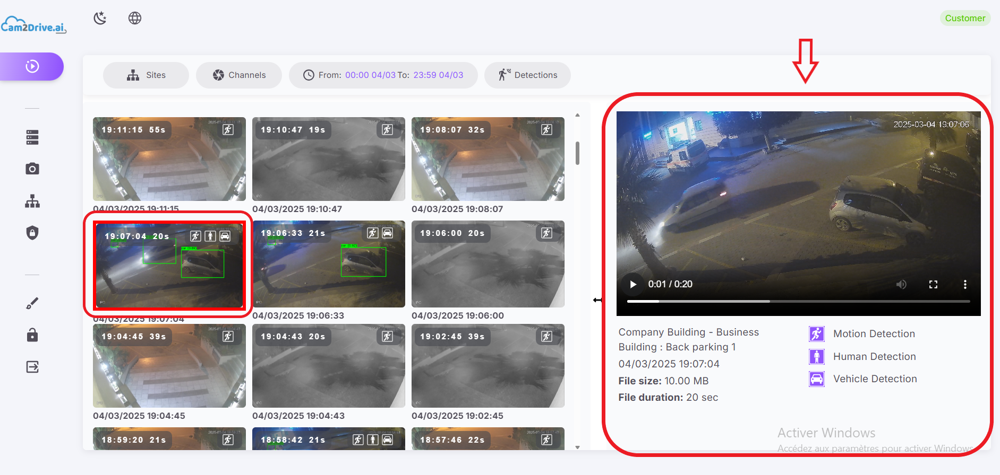 Cam2Drive.ai
Customer
Sites
Channels
From: 00:00 04/03 To: 23:59 04/03
Detections
19:11:15 55s
19:10:47 19s
19:08:07 32s
04/03/2025 19:11:15
04/03/2025 19:10:47
04/03/2025 19:08:07
19:07:04 20s
19:06:33 21s
car (0.92)
19:06:00 20s
IPC
04/03/2025 19:07:04
04/03/2025 19:06:33
04/03/2025 19:06:00
19:04:45 39s
19:04:43 20s
19:02:45 39s
04/03/2025 19:04:45
04/03/2025 19:04:43
04/03/2025 19:02:45
18:59:20 21s
18:58:42 21s
18:57:46 22s
2025-03-04 19:07:06
0:01 / 0:20
Company Building - Business
Building : Back parking 1
04/03/2025 19:07:04
File size: 10.00 MB
File duration: 20 sec
Motion Detection
Human Detection
Vehicle Detection
Activer Windows
Accédez aux paramètres pour activer Windows.